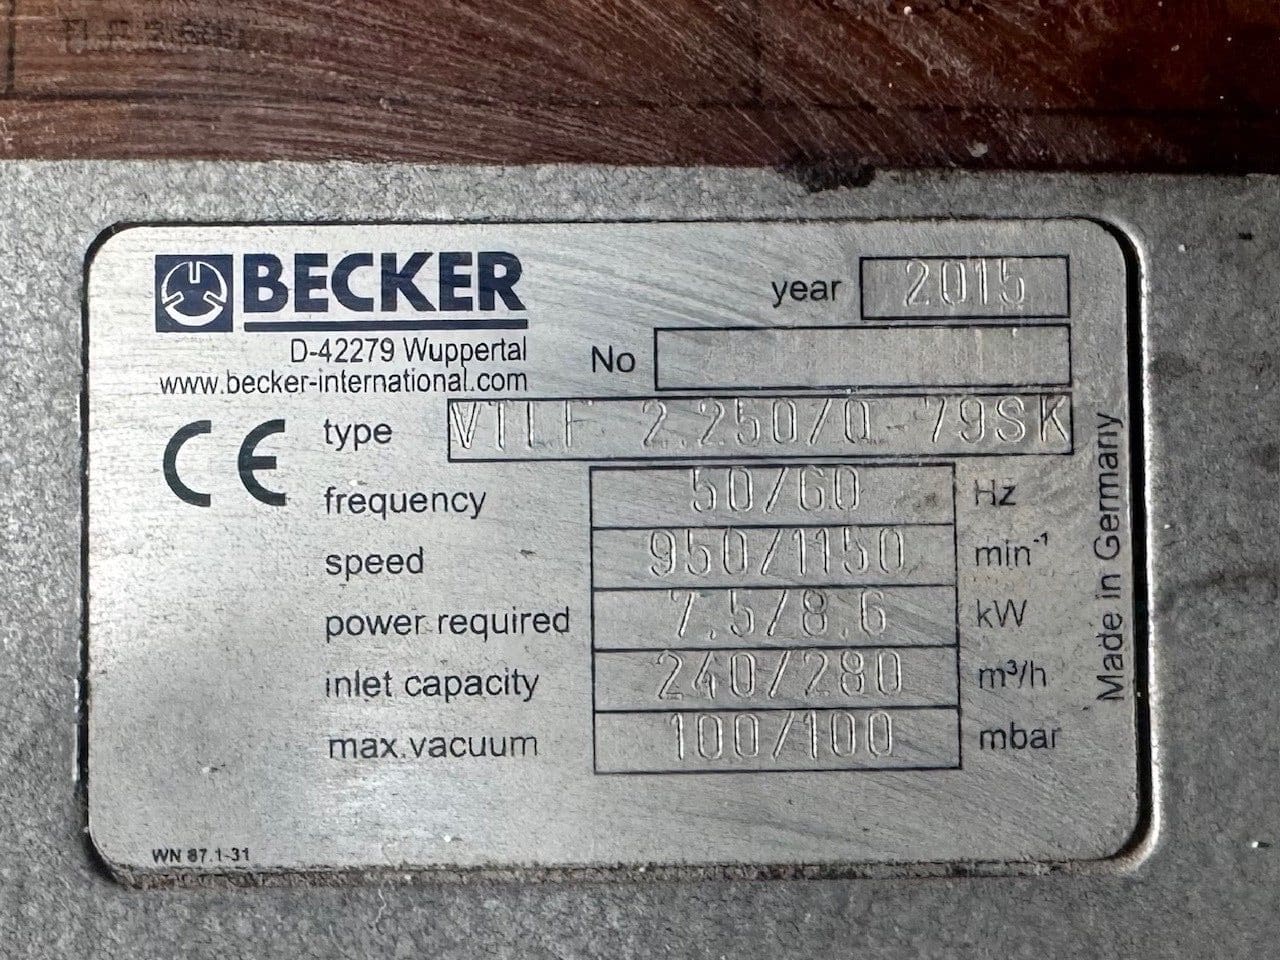 BECKER
D-42279 Wuppertal
www.becker-international.com
year 2015
No
CE
type VTLF 2.250/0-79SK
frequency 50/60 Hz
speed 950/1150 min⁻¹
power required 7.5/8.6 kW
inlet capacity 240/280 m³/h
max.vacuum 100/100 mbar
Made in Germany
WN 87.1-31